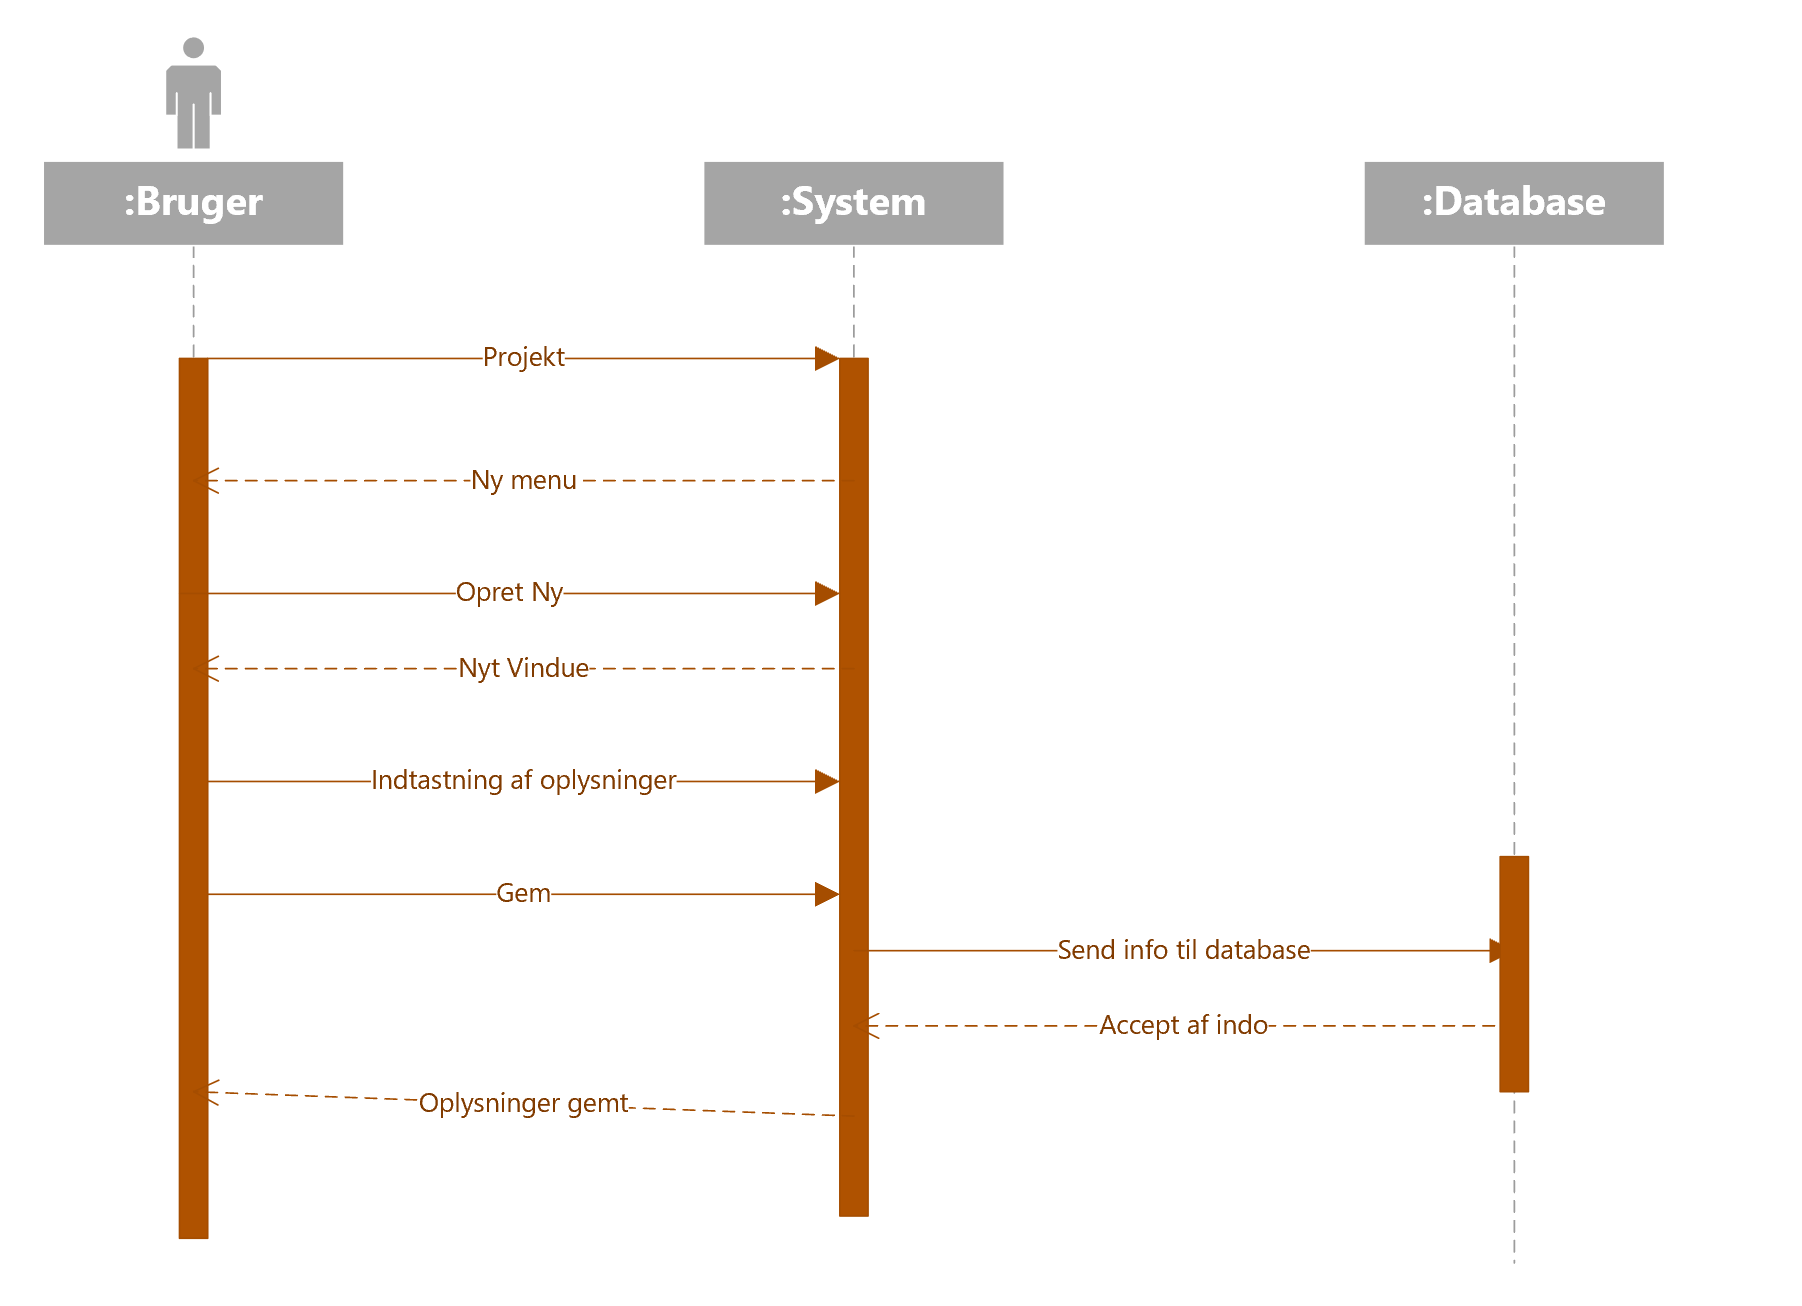 :Bruger
:System
:Database
Projekt
Ny menu
Opret Ny
Nyt Vindue
Indtastning af oplysninger
Gem
Send info til database
Accept af indo
Oplysninger gemt